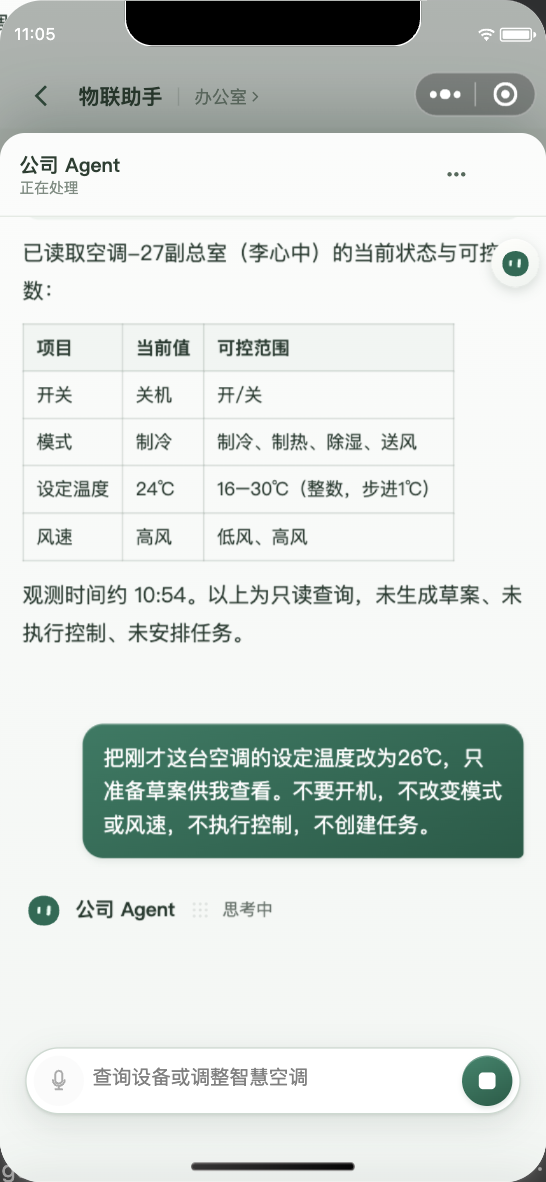 11:05
物联助手 办公室 >
公司 Agent
正在处理
已读取空调-27副总室（李心中）的当前状态与可控
数：
项目 当前值 可控范围
开关 关机 开/关
模式 制冷 制冷、制热、除湿、送风
设定温度 24℃ 16—30℃（整数，步进1℃）
风速 高风 低风、高风
观测时间约 10:54。以上为只读查询，未生成草案、未
执行控制、未安排任务。
把刚才这台空调的设定温度改为26℃，只
准备草案供我查看。不要开机，不改变模式
或风速，不执行控制，不创建任务。
公司 Agent 思考中
查询设备或调整智慧空调